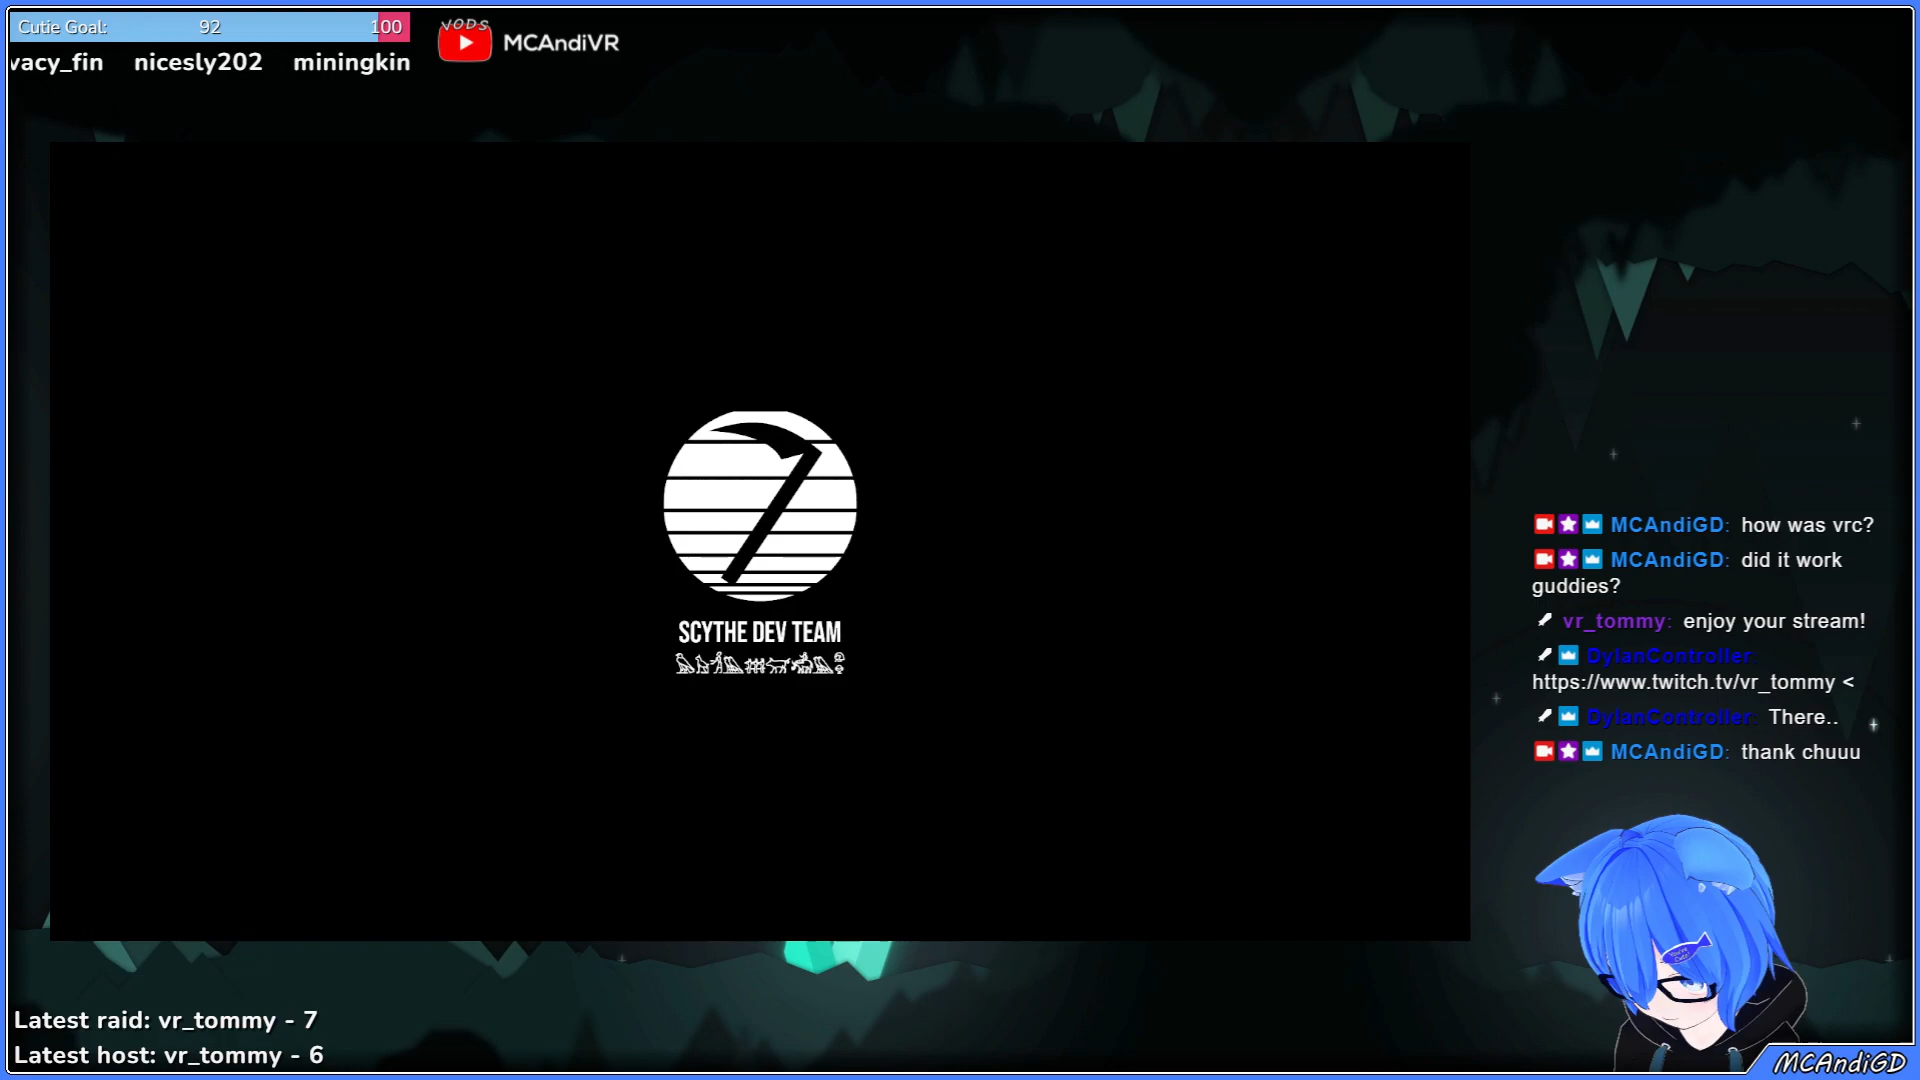 Cutie Goal: 92 100
vacy_fin nicesly202 miningkin
VODS
MCAndiVR
SCYTHE DEV TEAM
MCAndiGD: how was vrc?
MCAndiGD: did it work
guddies?
vr_tommy: enjoy your stream!
DylanController:
https://www.twitch.tv/vr_tommy <
DylanController: There..
MCAndiGD: thank chuuu
Latest raid: vr_tommy - 7
Latest host: vr_tommy - 6
MCAndiGD